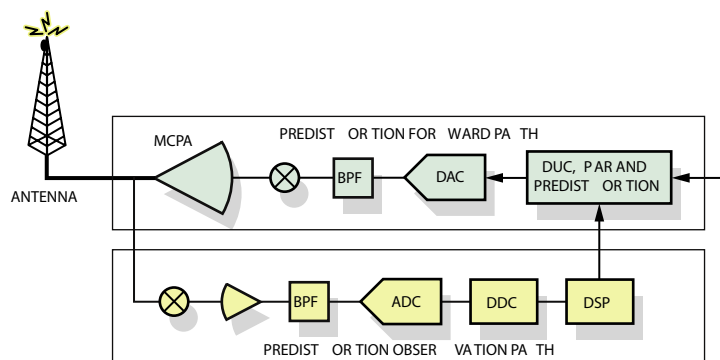 MCPA
PREDIST OR TION FOR WARD PA TH
ANTENNA
BPF
DAC
DUC, P AR AND
PREDIST OR TION
BPF
ADC
DDC
DSP
PREDIST OR TION OBSER VATION PA TH